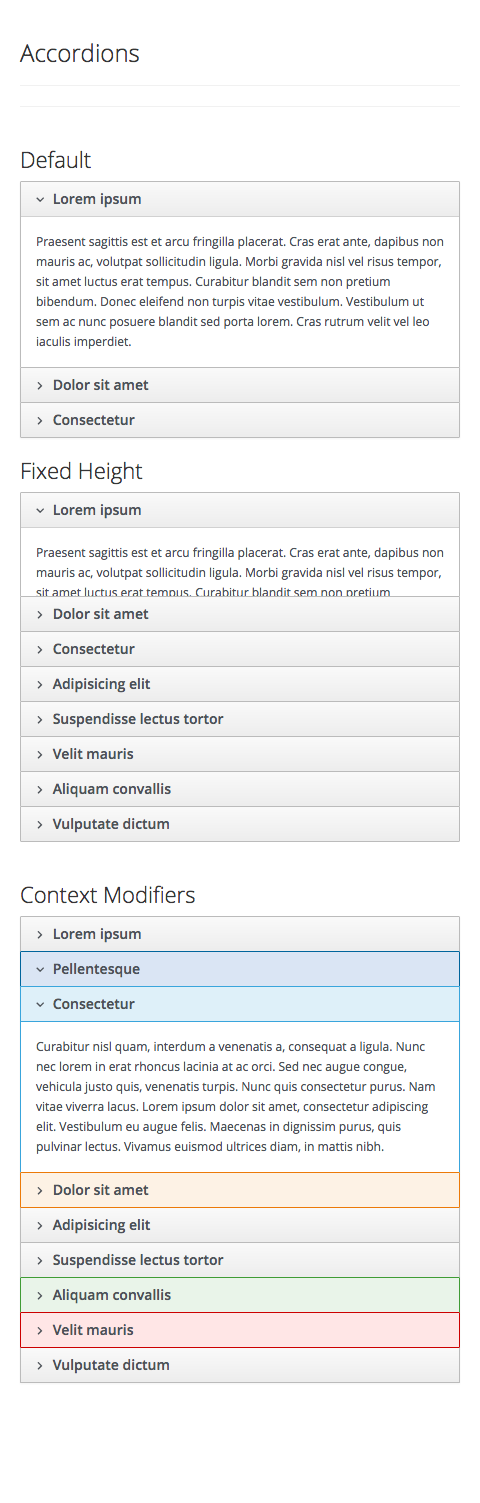 Accordions
Default
Lorem ipsum
Praesent sagittis est et arcu fringilla placerat. Cras erat ante, dapibus non
mauris ac, volutpat sollicitudin ligula. Morbi gravida nisl vel risus tempor,
sit amet luctus erat tempus. Curabitur blandit sem non pretium
bibendum. Donec eleifend non turpis vitae vestibulum. Vestibulum ut
sem ac nunc posuere blandit sed porta lorem. Cras rutrum velit vel leo
iaculis imperdiet.
Dolor sit amet
Consectetur
Fixed Height
Lorem ipsum
Praesent sagittis est et arcu fringilla placerat. Cras erat ante, dapibus non
mauris ac, volutpat sollicitudin ligula. Morbi gravida nisl vel risus tempor,
sit amet luctus erat tempus. Curabitur blandit sem non pretium
Dolor sit amet
Consectetur
Adipisicing elit
Suspendisse lectus tortor
Velit mauris
Aliquam convallis
Vulputate dictum
Context Modifiers
Lorem ipsum
Pellentesque
Consectetur
Curabitur nisl quam, interdum a venenatis a, consequat a ligula. Nunc
nec lorem in erat rhoncus lacinia at ac orci. Sed nec augue congue,
vehicula justo quis, venenatis turpis. Nunc quis consectetur purus. Nam
vitae viverra lacus. Lorem ipsum dolor sit amet, consectetur adipiscing
elit. Vestibulum eu augue felis. Maecenas in dignissim purus, quis
pulvinar lectus. Vivamus euismod ultrices diam, in mattis nibh.
Dolor sit amet
Adipisicing elit
Suspendisse lectus tortor
Aliquam convallis
Velit mauris
Vulputate dictum